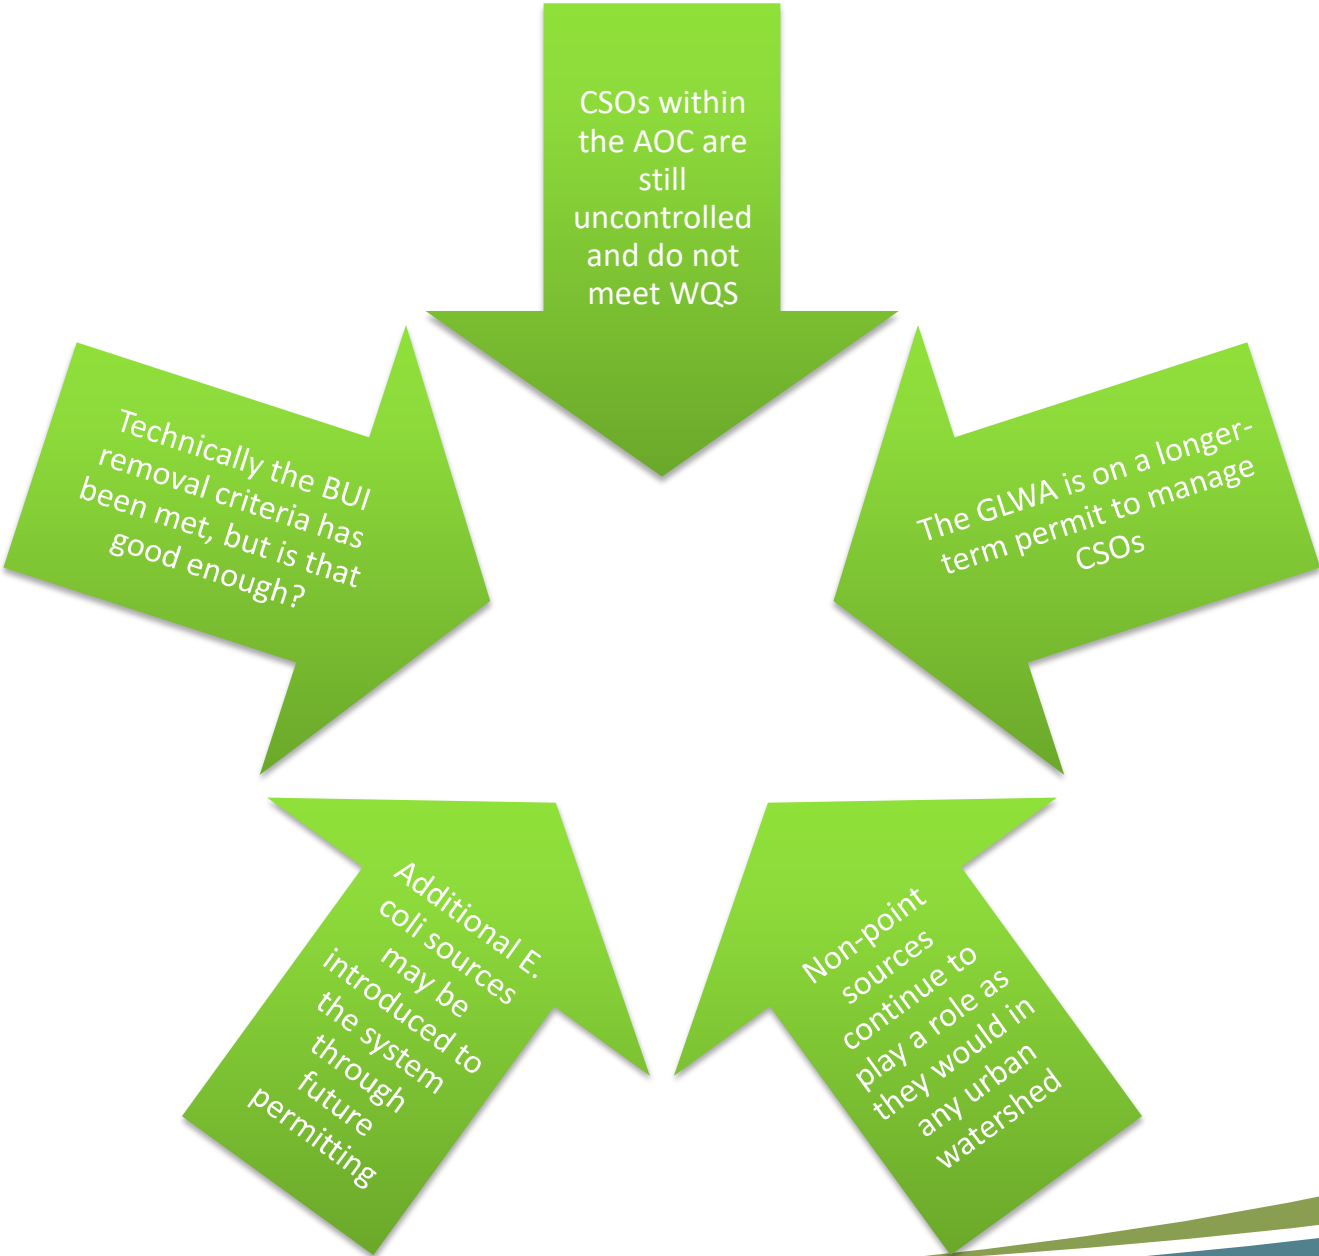 CSOs within
the AOC are
still
uncontrolled
and do not
meet WQS
The GLWA is on a longer-
term permit to manage
CSOs
Non-point
sources
continue to
play a role as
they would in
any urban
watershed
Additional E.
coli sources
may be
introduced to
the system
through
future
permitting
Technically the BUI
removal criteria has
been met, but is that
good enough?